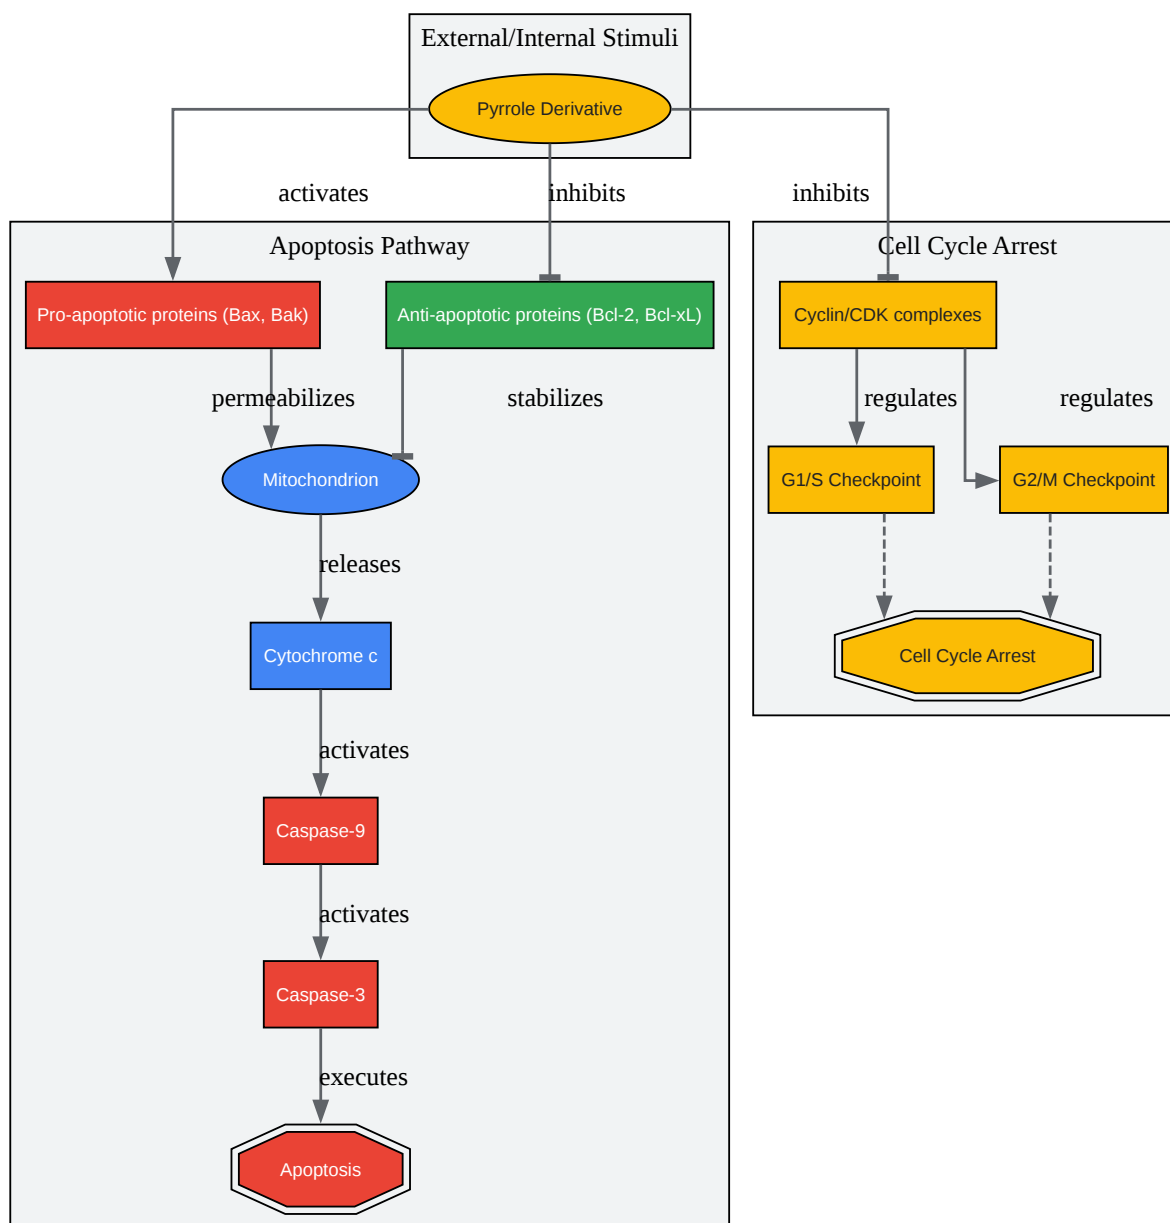 External/Internal Stimuli
Pyrrole Derivative
activates
inhibits
inhibits
Apoptosis Pathway
Cell Cycle Arrest
Pro-apoptotic proteins (Bax, Bak)
Anti-apoptotic proteins (Bcl-2, Bcl-xL)
Cyclin/CDK complexes
permeabilizes
stabilizes
regulates
regulates
Mitochondrion
G1/S Checkpoint
G2/M Checkpoint
releases
Cytochrome c
Cell Cycle Arrest
activates
Caspase-9
activates
Caspase-3
executes
Apoptosis